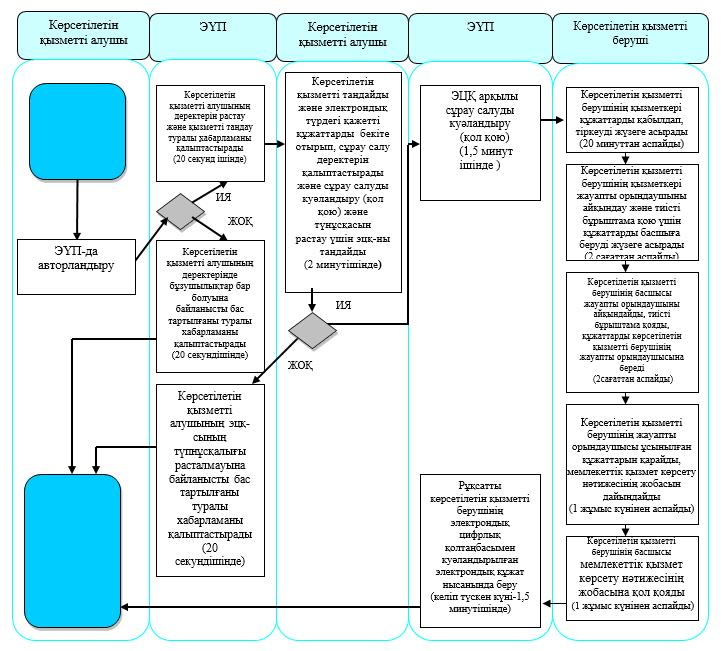 Көрсетілетін
қызметті алушы
ЭҮП
Көрсетілетін
қызметті алушы
ЭҮП
Көрсетілетін қызметті
беруші
ЭҮП-да
авторландыру
Көрсетілетін
қызметті алушының
деректерін растау
және қызметті таңдау
туралы хабарламаны
қалыптастырады
(20 секунд ішінде)
ИЯ
ЖОҚ
Көрсетілетін
қызметті алушының
деректерінде
бұзушылықтар бар
болуына
байланысты бас
тартылғаны туралы
хабарламаны
қалыптастырады
(20 секундішінде)
Көрсетілетін
қызметті
алушының эцқ-
сының
түпнұсқалығы
расталмауына
байланысты бас
тартылғаны
туралы
хабарламаны
қалыптастырады
(20
секундішінде)
Көрсетілетін
қызметті таңдайды
және электрондық
түрдегі қажетті
құжаттарды бекіте
отырып, сұрау салу
деректерін
қалыптастырады
және сұрау салуды
куәландыру (қол
қою) және
түпнұсқасын
растау үшін эцқ-ны
таңдайды
(2 минутішінде)
ИЯ
ЖОҚ
ЭЦҚ арқылы
сұрау салуды
куәландыру
(қол қою)
(1,5 минут
ішінде )
Рұқсатты
көрсетілетін қызметті
берушінің
электрондық
цифрлық
қолтаңбасымен
куәландырылған
электрондық құжат
нысанында беру
(келіп түскен күні-1,5
минутішінде)
Көрсетілетін қызметті
берушінің қызметкері
құжаттарды қабылдап,
тіркеуді жүзеге асырады
(20 минуттан аспайды)
Көрсетілетін қызметті
берушінің қызметкері
жауапты орындаушыны
айқындау және тиісті
бұрыштама қою үшін
құжаттарды басшыға
беруді жүзеге асырады
(2 сағаттан аспайды)
Көрсетілетін қызметті
берушінің басшысы
жауапты орындаушыны
айқындайды, тиісті
бұрыштама қояды,
құжаттарды көрсетілетін
қызметті берушінің
жауапты орындаушысына
береді
(2сағаттан аспайды)
Көрсетілетін қызметті
берушінің жауапты
орындаушысы ұсынылған
құжаттарын қарайды,
мемлекеттік қызмет көрсету
нәтижесінің жобасын
дайындайды
(1 жұмыс күнінен аспайды)
Көрсетілетін қызметті
берушінің басшысы
мемлекеттік қызмет
көрсету нәтижесінің
жобасына қол қояды
(1 жұмыс күнінен аспайды)